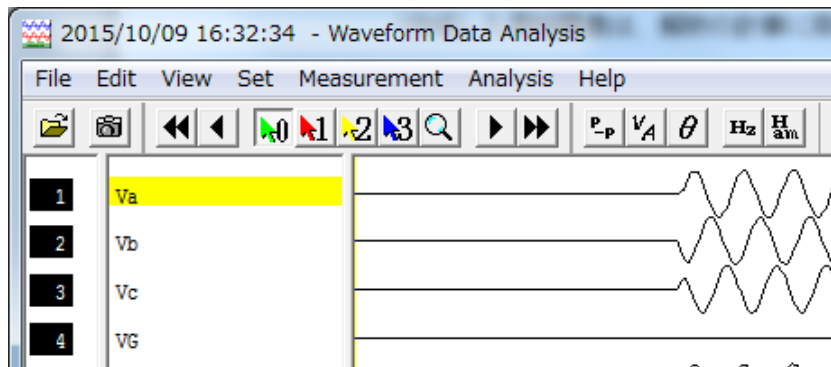 2015/10/09 16:32:34 - Waveform Data Analysis
File Edit View Set Measurement Analysis Help
0 1 2 3 P-P V/A θ Hz Ham
1 Va
2 Vb
3 Vc
4 VG